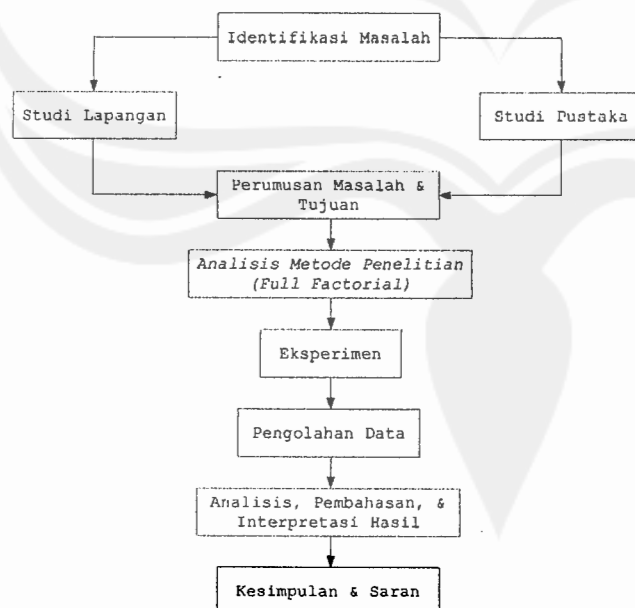 Identifikasi Masalah
Studi Lapangan
Studi Pustaka
Perumusan Masalah &
Tujuan
Analisis Metode Penelitian
(Full Factorial)
Eksperimen
Pengolahan Data
Analisis, Pembahasan, &
Interpretasi Hasil
Kesimpulan & Saran